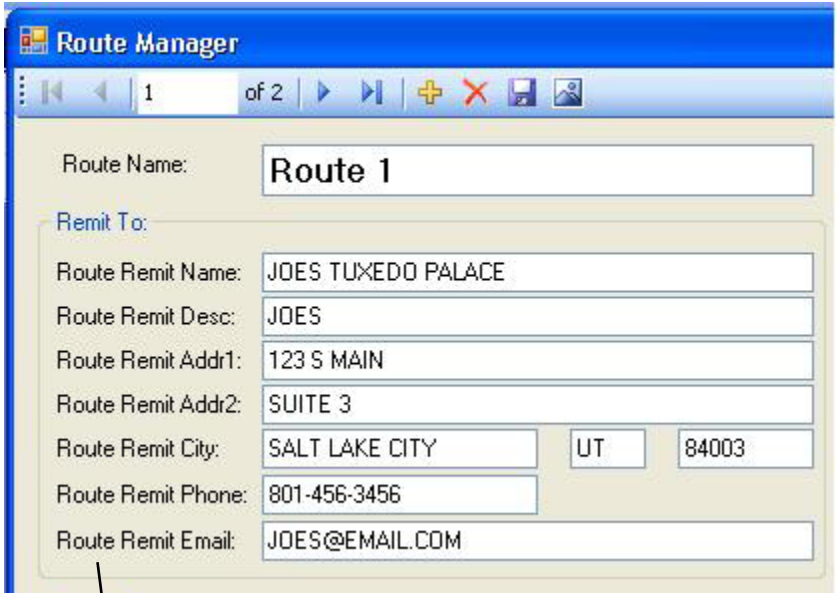 Route Manager
1 of 2
Route Name: Route 1
Remit To:
Route Remit Name: JOES TUXEDO PALACE
Route Remit Desc: JOES
Route Remit Addr1: 123 S MAIN
Route Remit Addr2: SUITE 3
Route Remit City: SALT LAKE CITY UT 84003
Route Remit Phone: 801-456-3456
Route Remit Email: JOES@EMAIL.COM